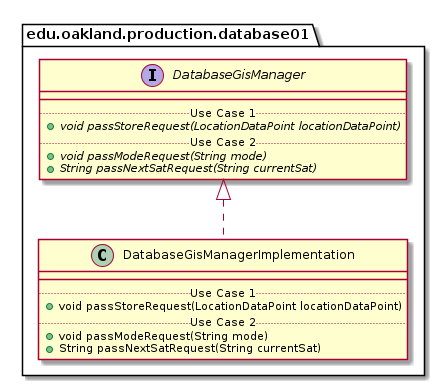 edu.oakland.production.database01
I DatabaseGisManager
Use Case 1
void passStoreRequest(LocationDataPoint locationDataPoint)
Use Case 2
void passModeRequest(String mode)
String passNextSatRequest(String currentSat)
C DatabaseGisManagerImplementation
Use Case 1
void passStoreRequest(LocationDataPoint locationDataPoint)
Use Case 2
void passModeRequest(String mode)
String passNextSatRequest(String currentSat)